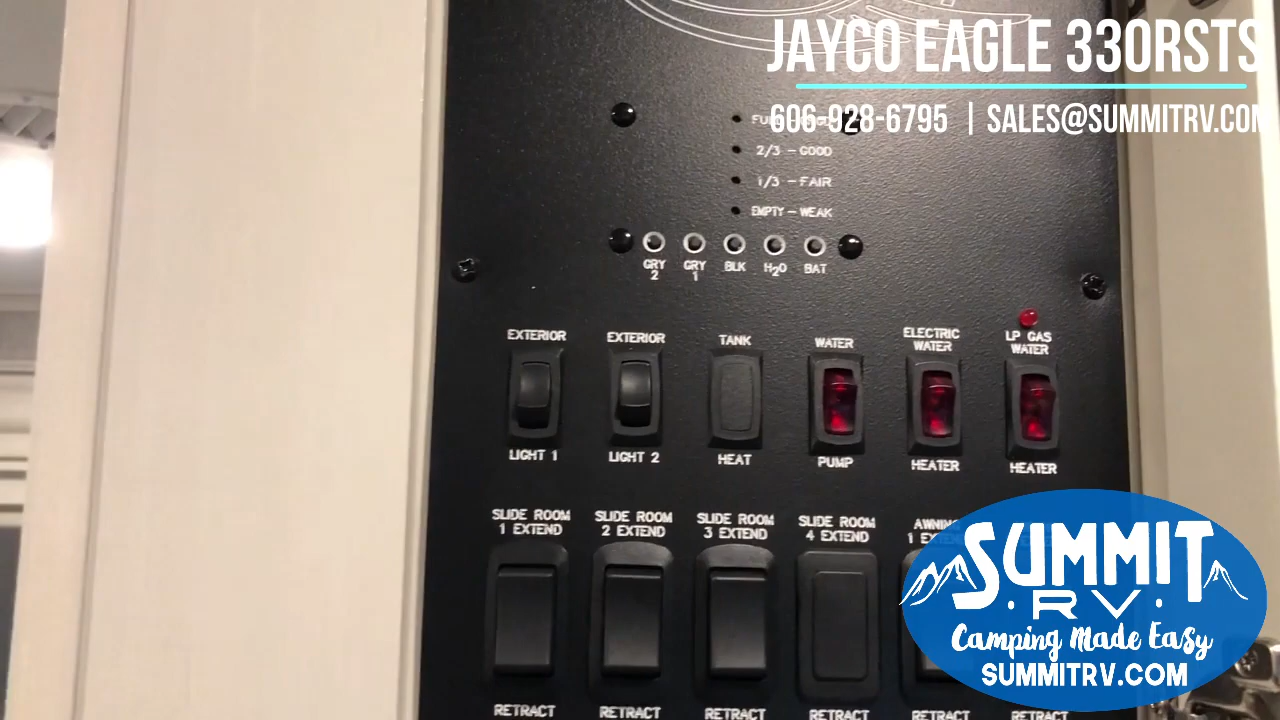 JAYCO EAGLE 330RSTS
606-928-6795 | SALES@SUMMITRV.COM
2/3 - GOOD
1/3 - FAIR
EMPTY - WEAK
GRY 2
GRY 1
BLK
H2O
BAT
EXTERIOR LIGHT 1
EXTERIOR LIGHT 2
TANK HEAT
WATER PUMP
ELECTRIC WATER HEATER
LP GAS WATER HEATER
SLIDE ROOM
1 EXTEND
SLIDE ROOM
2 EXTEND
SLIDE ROOM
3 EXTEND
SLIDE ROOM
4 EXTEND
AWNING
1 EXTEND
RETRACT
RETRACT
RETRACT
RETRACT
RETRACT
RETRACT
SUMMIT
· RV ·
Camping Made Easy
SUMMITRV.COM